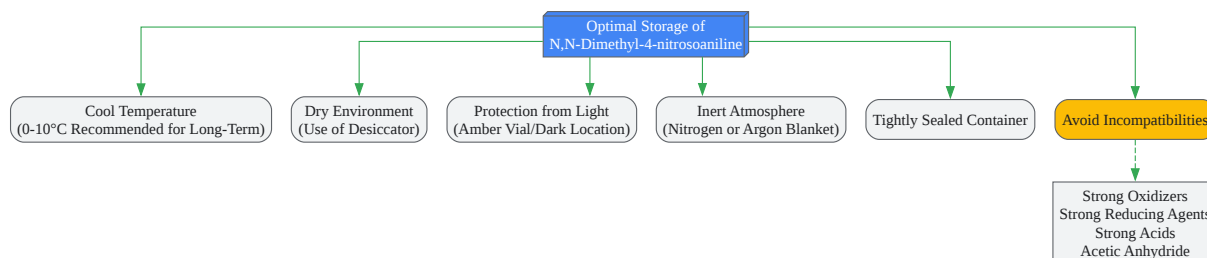 Optimal Storage of
N,N-Dimethyl-4-nitrosoaniline
Cool Temperature
(0-10°C Recommended for Long-Term)
Dry Environment
(Use of Desiccator)
Protection from Light
(Amber Vial/Dark Location)
Inert Atmosphere
(Nitrogen or Argon Blanket)
Tightly Sealed Container
Avoid Incompatibilities
Strong Oxidizers
Strong Reducing Agents
Strong Acids
Acetic Anhydride